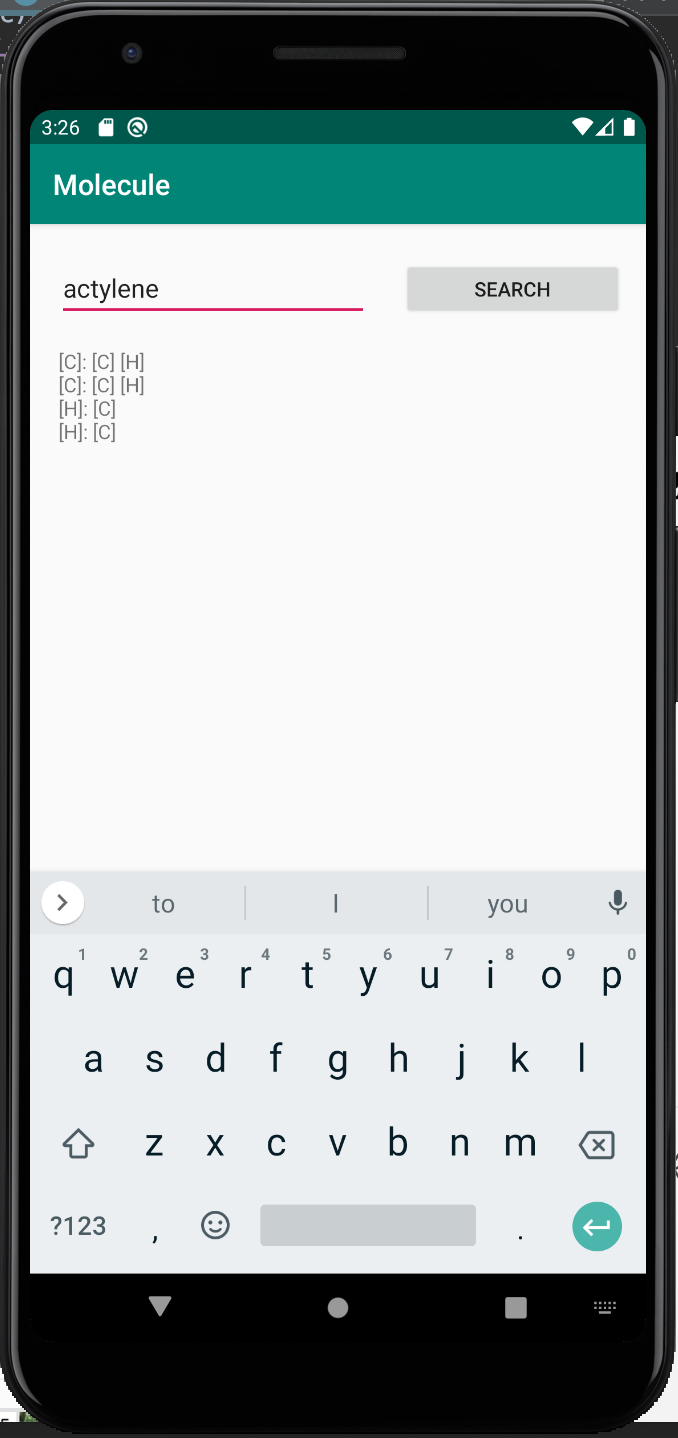 3:26
Molecule
actylene
SEARCH
[C]: [C] [H]
[C]: [C] [H]
[H]: [C]
[H]: [C]
to I you
1 2 3 4 5 6 7 8 9 0
q w e r t y u i o p
a s d f g h j k l
z x c v b n m
?123 , .